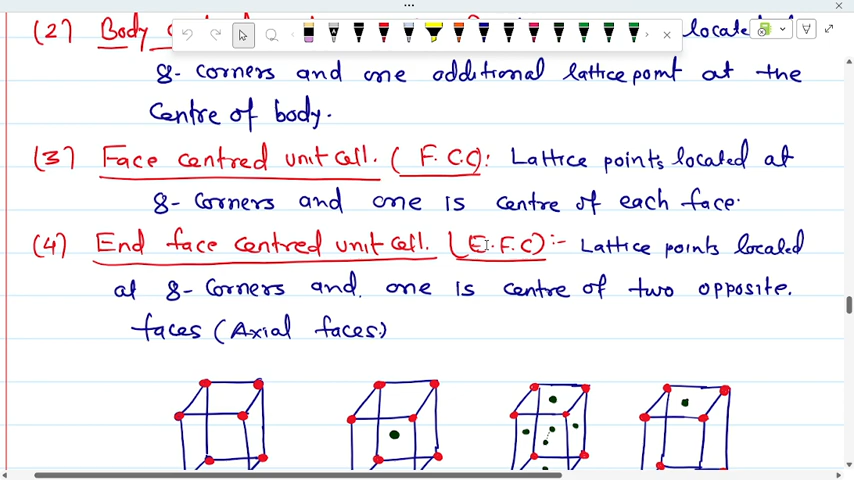 (2) Body located
8- corners and one additional lattice point at the
Centre of body.
(3) Face centred unit cell. (F.C.C): Lattice points located at
8- corners and one is centre of each face.
(4) End face centred unit cell. (E.F.C):- Lattice points located
at 8- corners and one is centre of two opposite.
faces (Axial faces.)